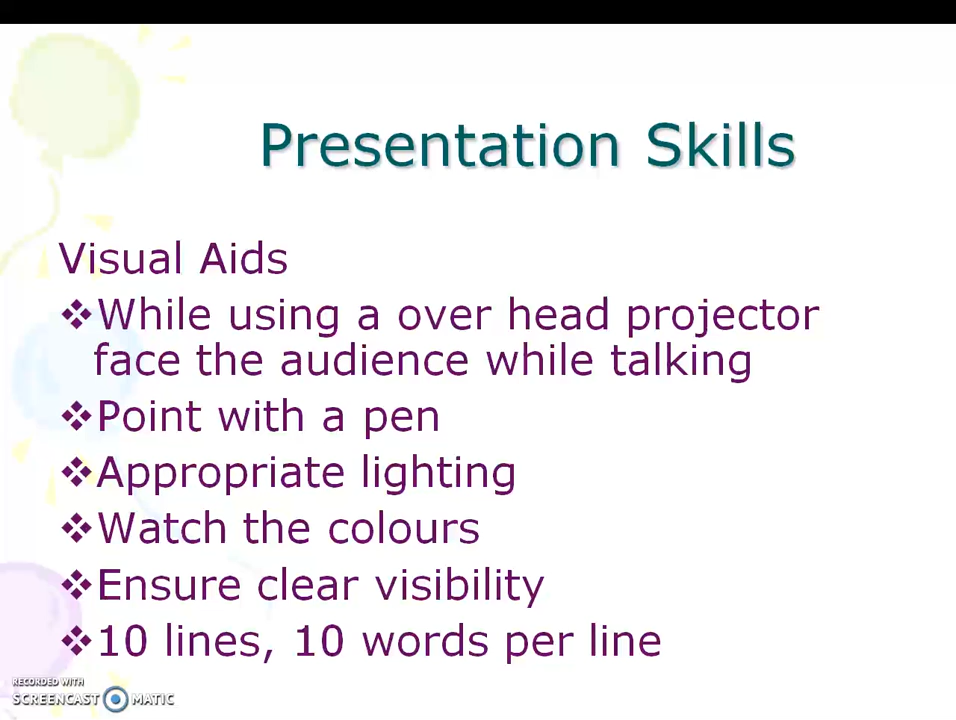 Presentation Skills
Visual Aids
❖While using a over head projector
face the audience while talking
❖Point with a pen
❖Appropriate lighting
❖Watch the colours
❖Ensure clear visibility
❖10 lines, 10 words per line
RECORDED WITH
SCREENCAST MATIC